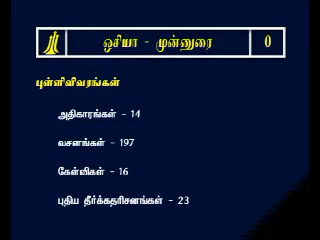 ஓசியா - முன்னுரை 0
புள்ளிவிவரங்கள்
அதிகாரங்கள் - 14
வசனங்கள் - 197
கேள்விகள் - 16
புதிய தீர்க்கதரிசனங்கள் - 23